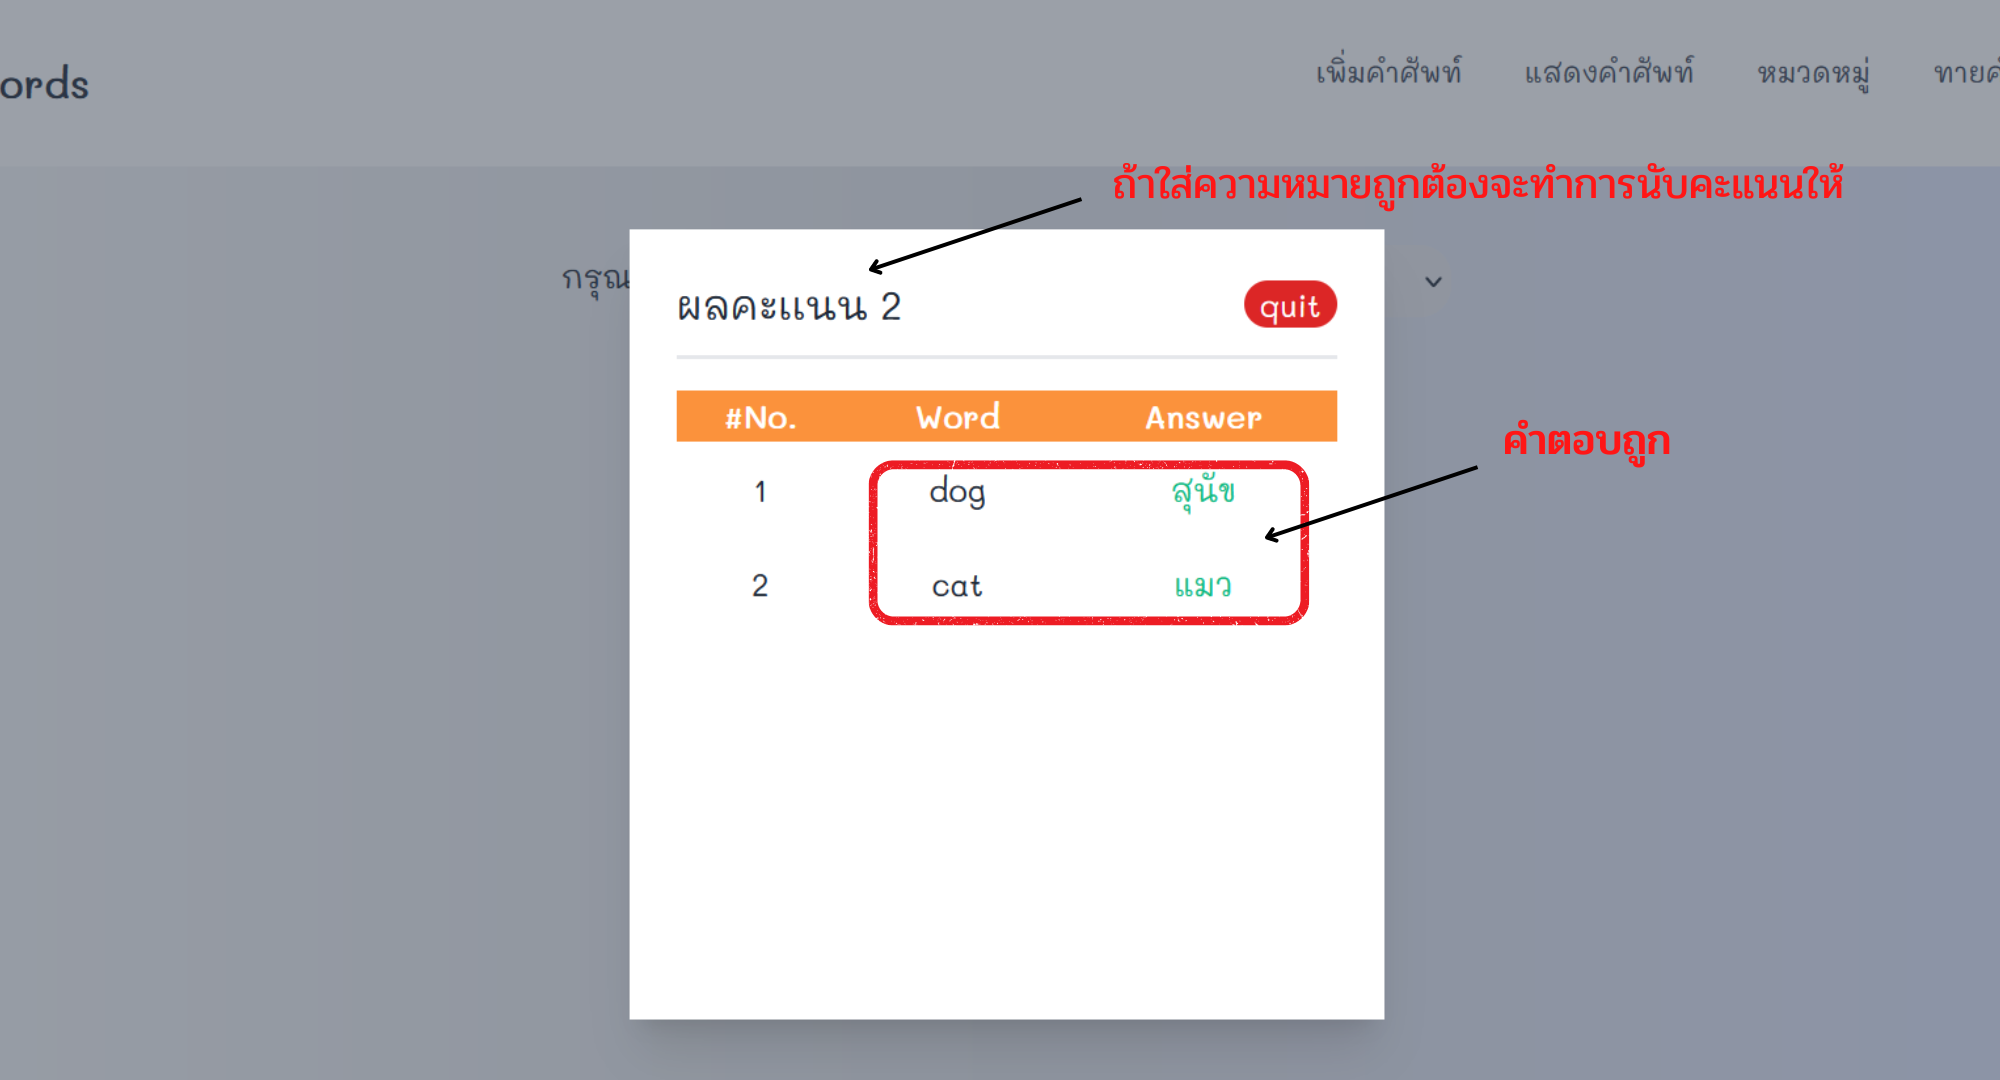 ords
เพิ่มคำศัพท์ แสดงคำศัพท์ หมวดหมู่ ทายค
ถ้าใส่ความหมายถูกต้องจะทำการนับคะแนนให้
กรุณ
ผลคะแนน 2 quit
#No. Word Answer
คำตอบถูก
1 dog สุนัข
2 cat แมว